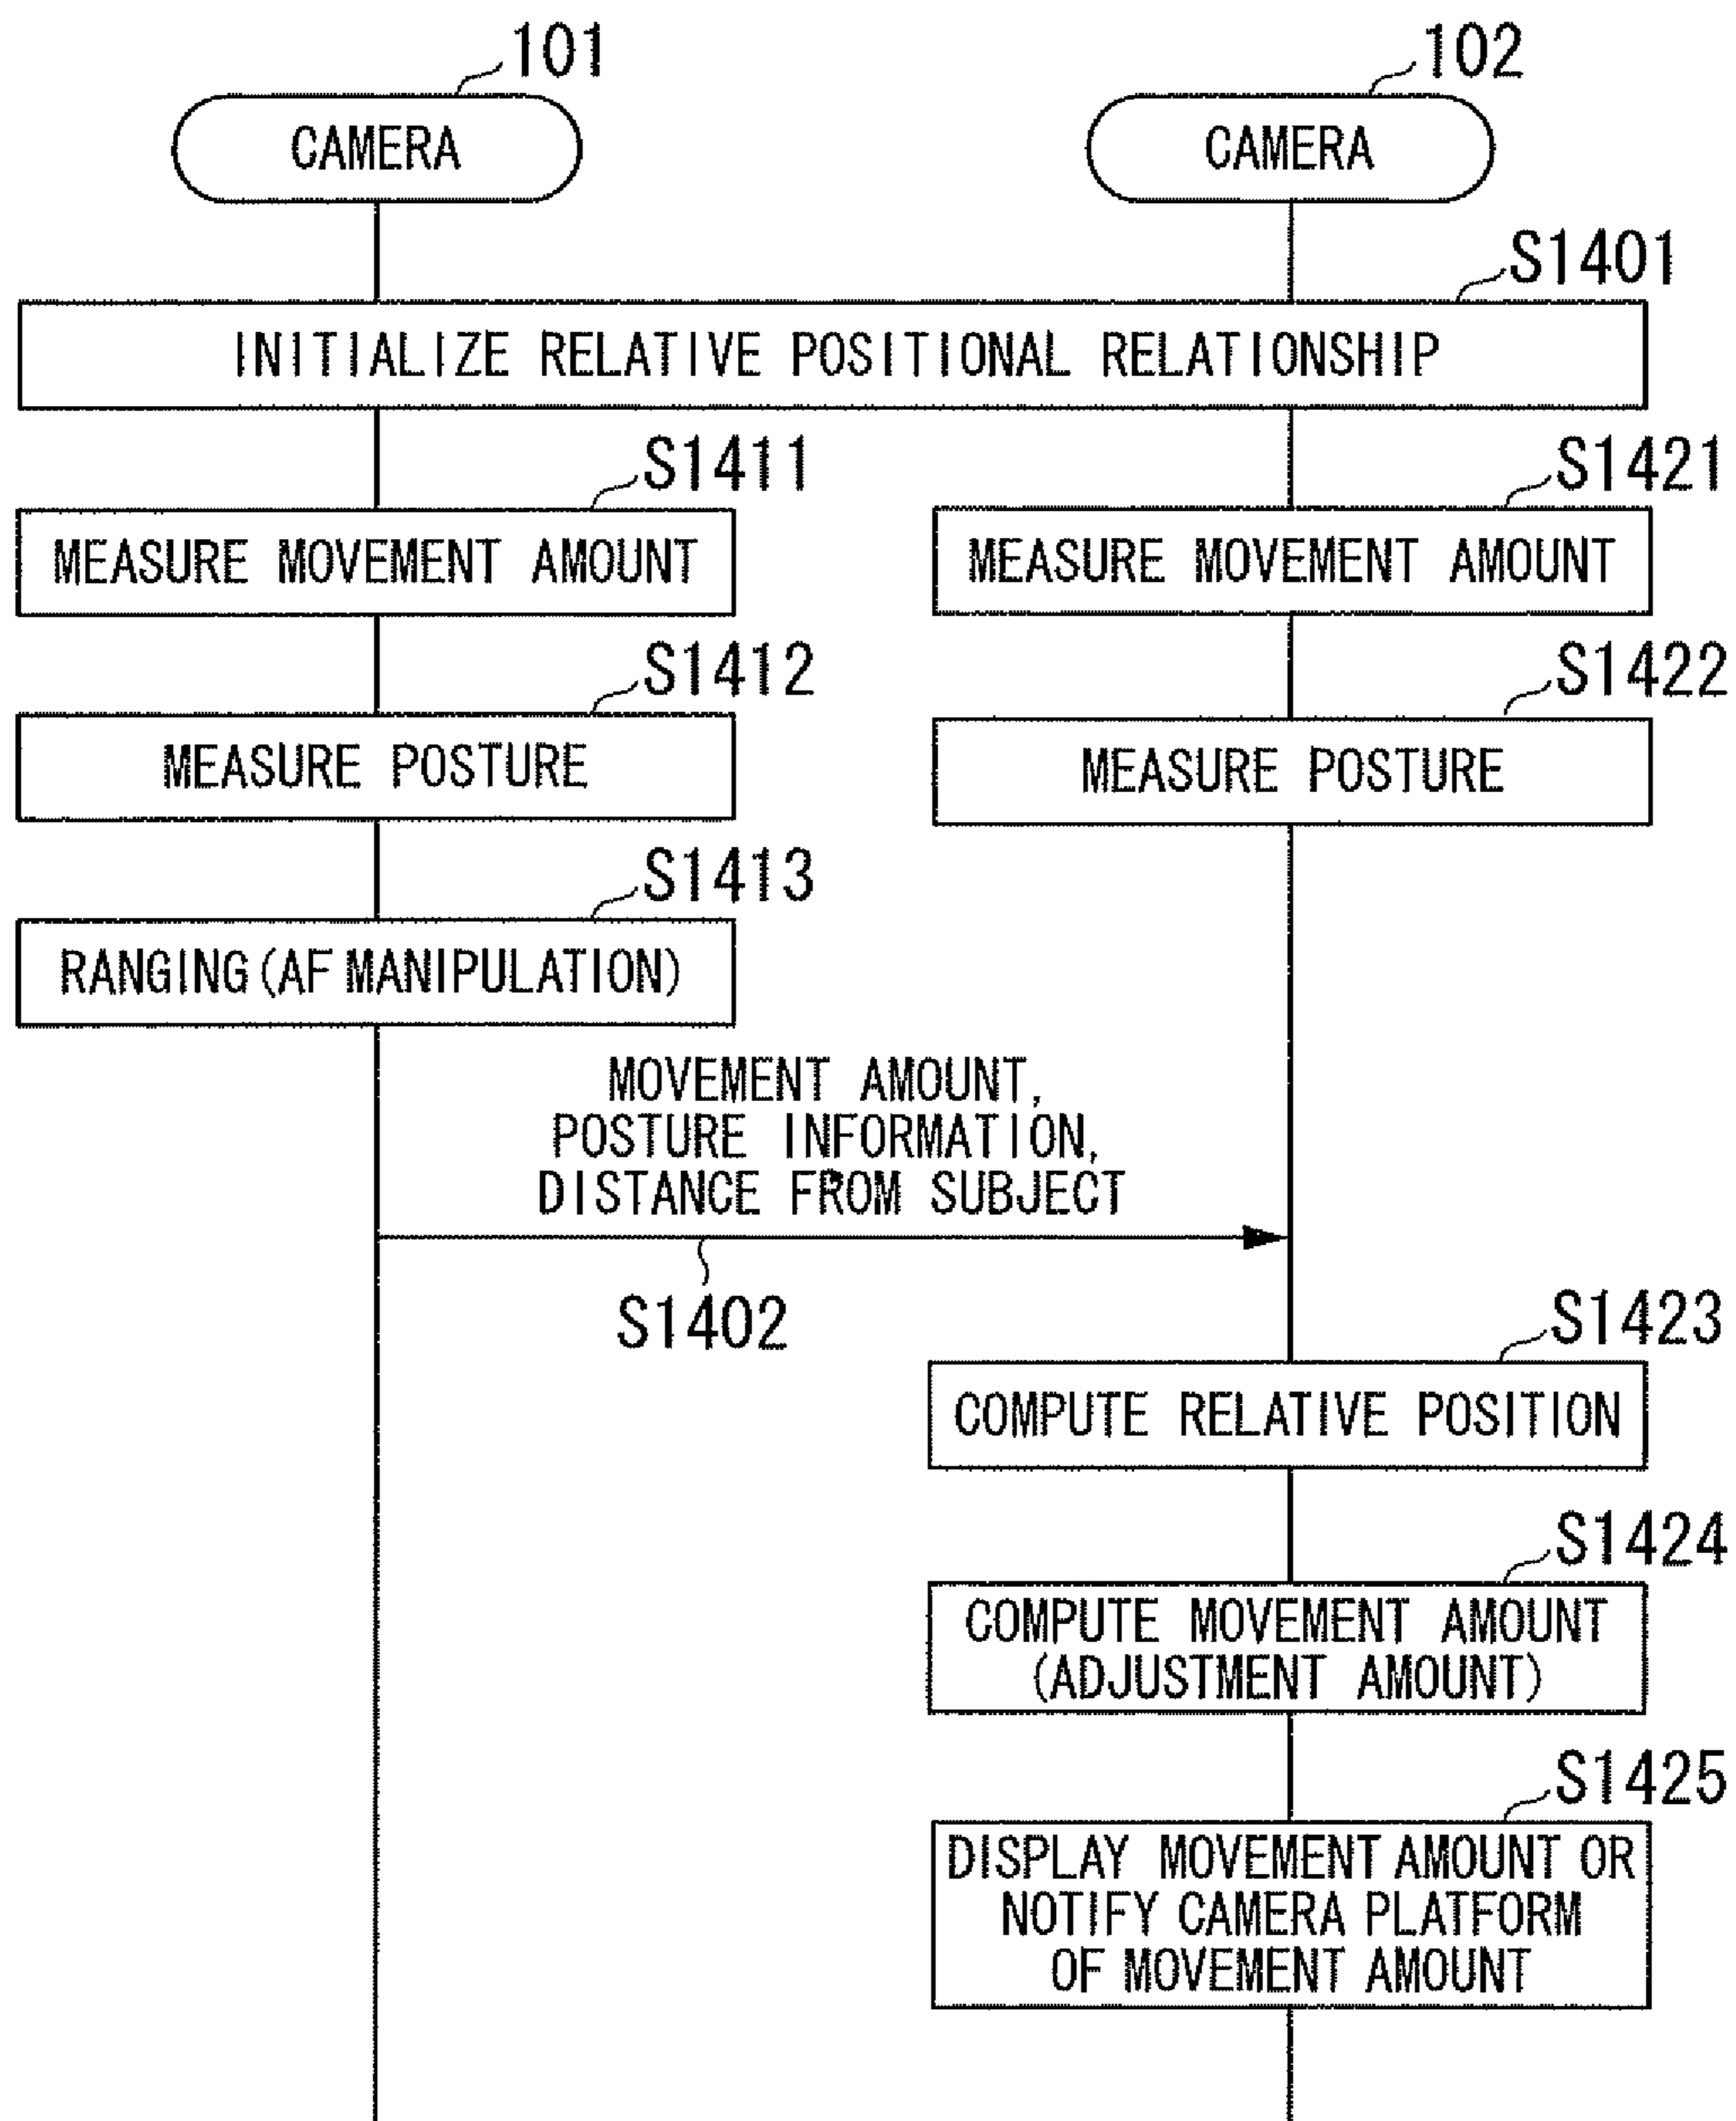 101
102
CAMERA
CAMERA
S1401
INITIALIZE RELATIVE POSITIONAL RELATIONSHIP
S1411
S1421
MEASURE MOVEMENT AMOUNT
MEASURE MOVEMENT AMOUNT
S1412
S1422
MEASURE POSTURE
MEASURE POSTURE
S1413
RANGING (AF MANIPULATION)
MOVEMENT AMOUNT,
POSTURE INFORMATION,
DISTANCE FROM SUBJECT
S1402
S1423
COMPUTE RELATIVE POSITION
S1424
COMPUTE MOVEMENT AMOUNT
(ADJUSTMENT AMOUNT)
S1425
DISPLAY MOVEMENT AMOUNT OR
NOTIFY CAMERA PLATFORM
OF MOVEMENT AMOUNT